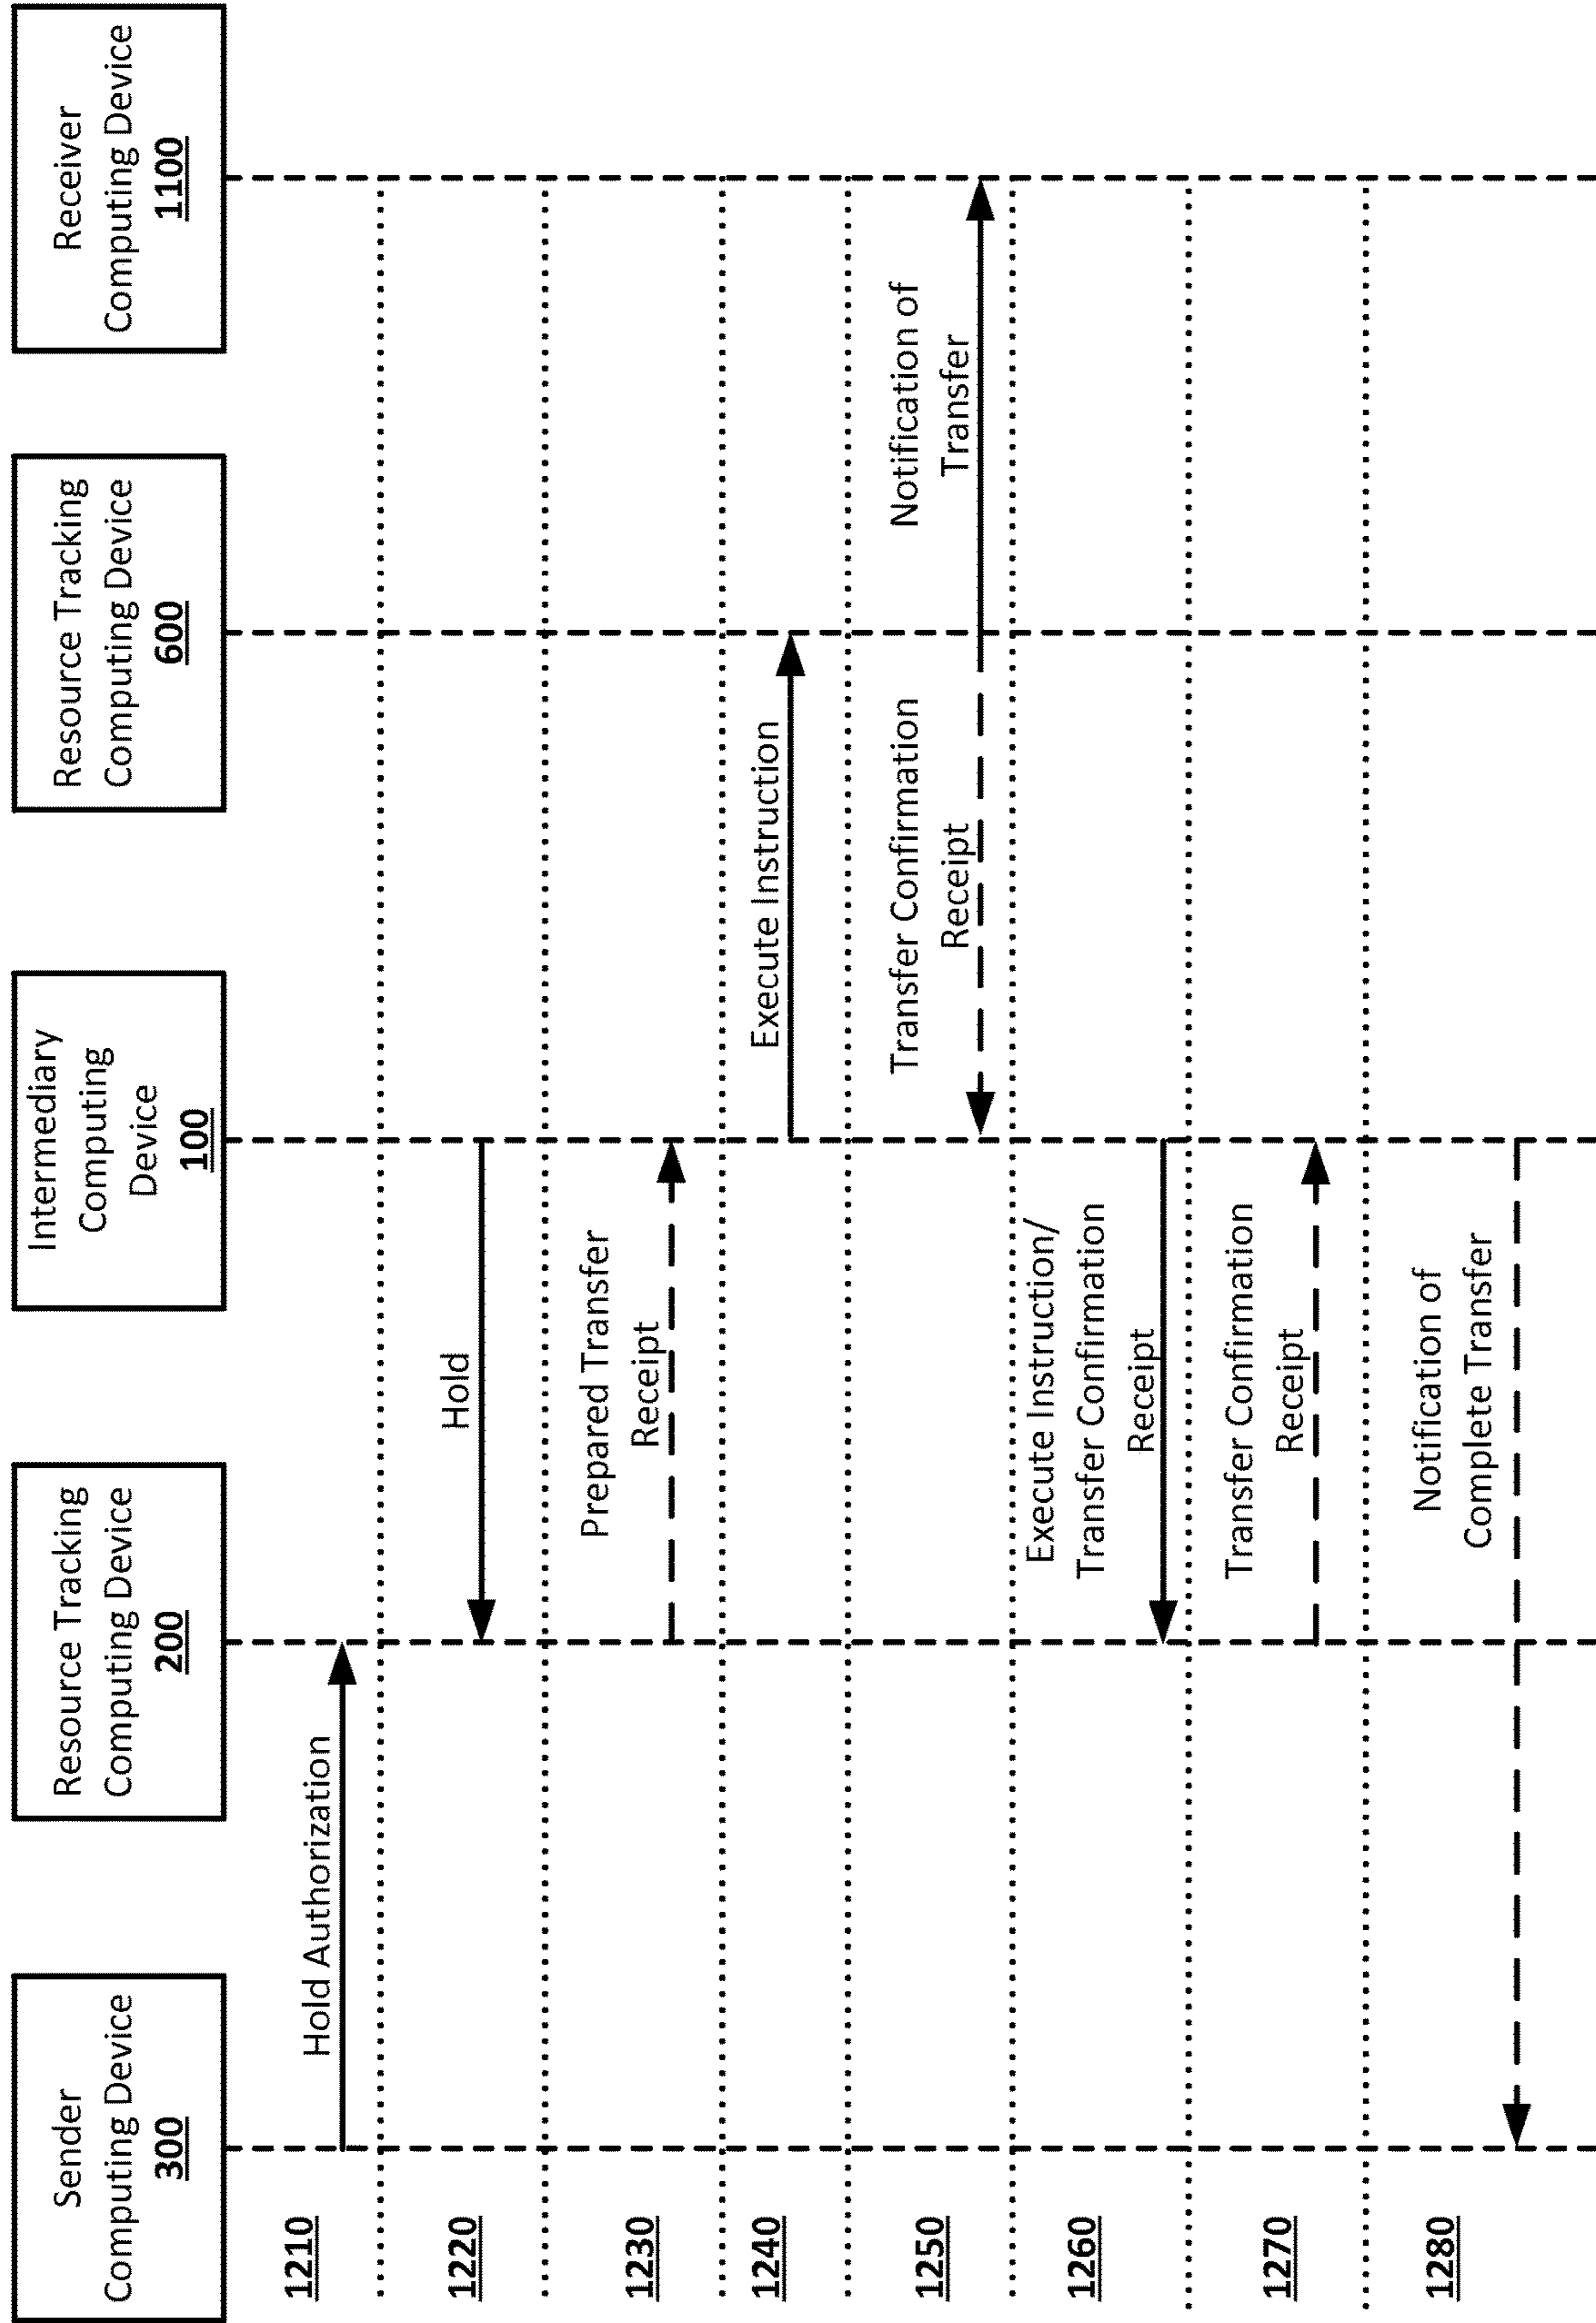 Sender
Computing Device
300
Resource Tracking
Computing Device
200
Intermediary
Computing
Device
100
Resource Tracking
Computing Device
600
Receiver
Computing Device
1100
1210
Hold Authorization
1220
Hold
1230
Prepared Transfer
Receipt
1240
Execute Instruction
1250
Transfer Confirmation
Receipt
Notification of
Transfer
1260
Execute Instruction/
Transfer Confirmation
Receipt
1270
Transfer Confirmation
Receipt
1280
Notification of
Complete Transfer